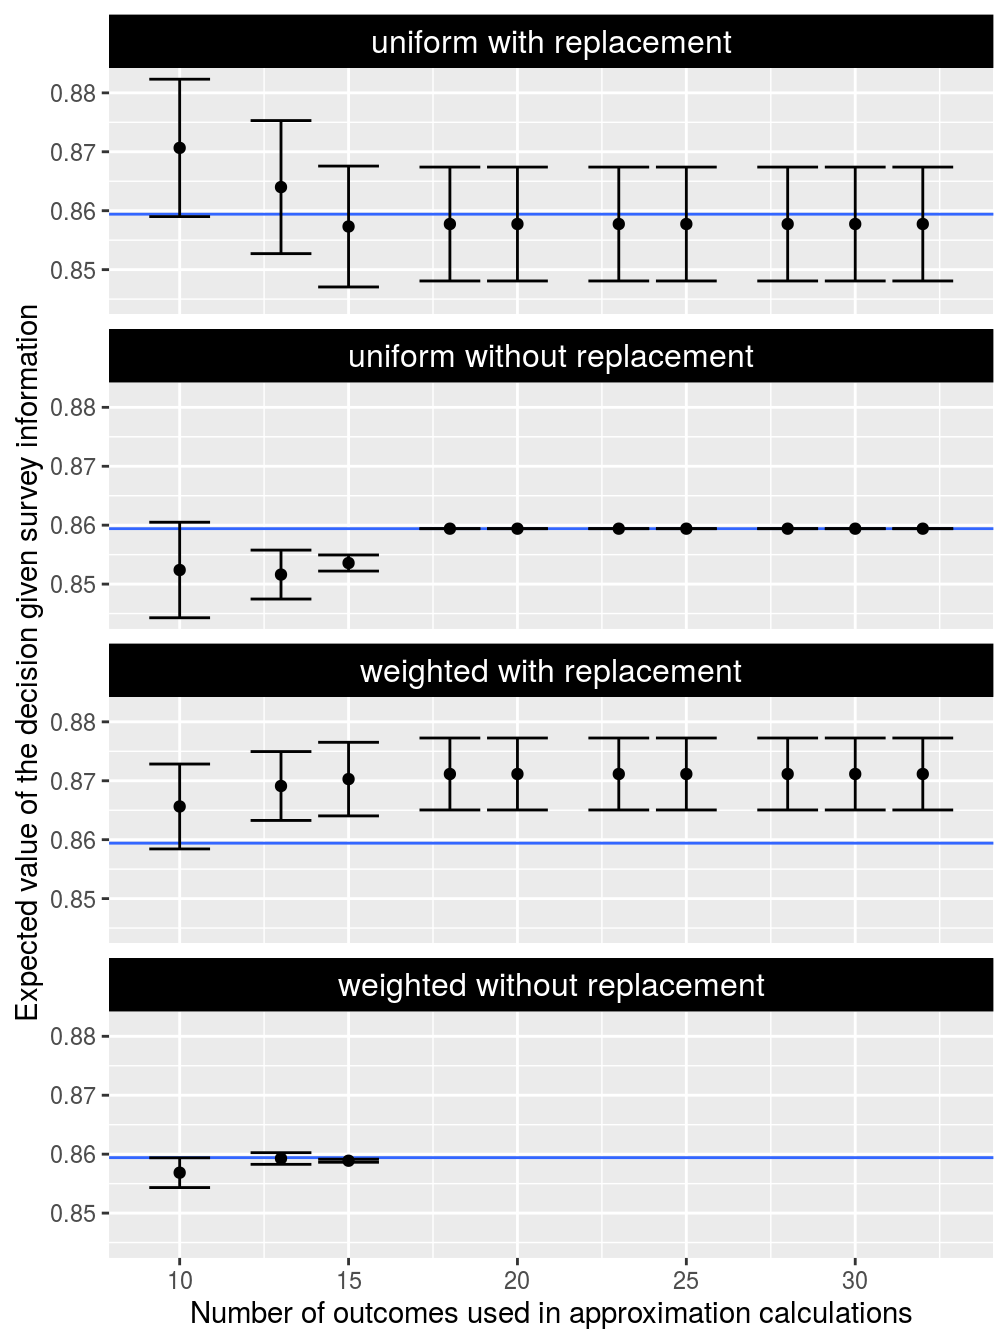 uniform with replacement
0.88
0.87
0.86
0.85
uniform without replacement
0.88
0.87
0.86
0.85
weighted with replacement
0.88
0.87
0.86
0.85
weighted without replacement
0.88
0.87
0.86
0.85
10 15 20 25 30
Number of outcomes used in approximation calculations
Expected value of the decision given survey information